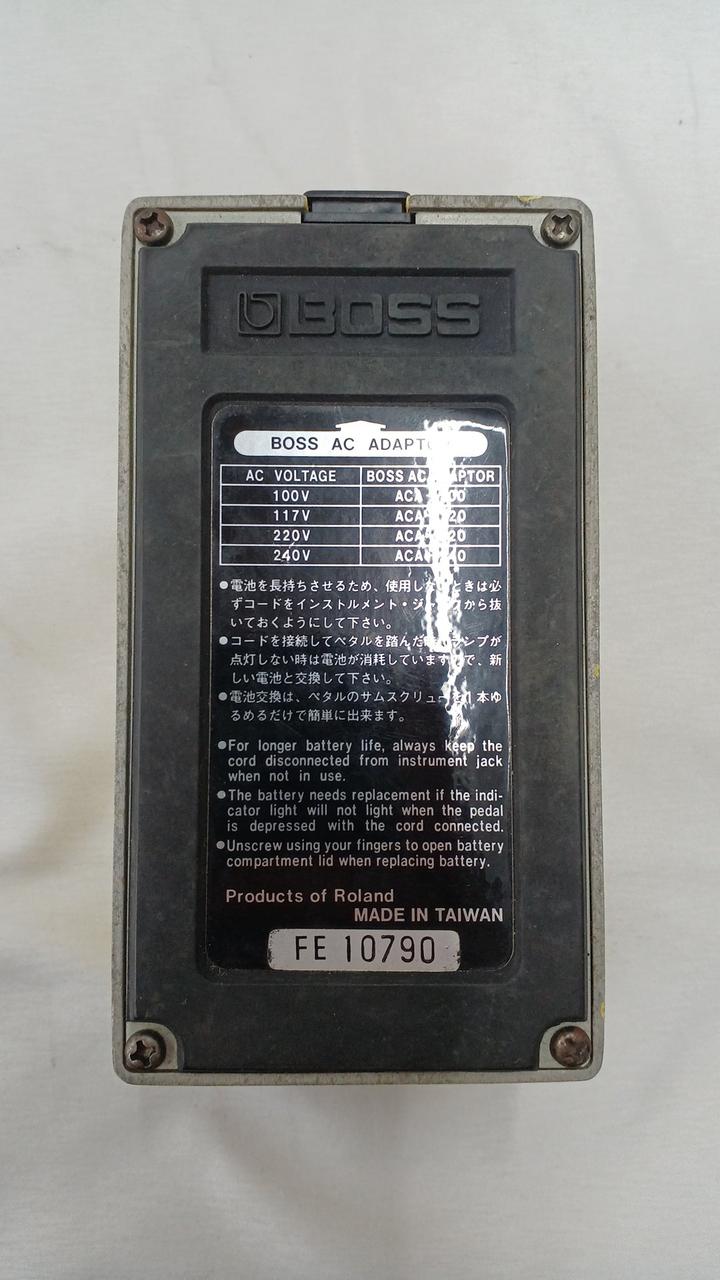 BOSS
BOSS AC
AC VOLTAGE BOSS AC
100V
117V
220V
240V
●電池を長持ちさせるため、使用しないときは必
ずコードをインストルメント・ジャックから抜
いておくようにして下さい。
●コードを接続してペタルを踏んだ
点灯しない時は電池が消耗していますので、新
しい電池と交換して下さい。
●電池交換は、ペタルのサムスクリューを1本ゆ
るめるだけで簡単に出来ます。
●For longer battery life, always keep the
cord disconnected from instrument jack
when not in use.
●The battery needs replacement if the indi-
cator light will not light when the pedal
is depressed with the cord connected.
●Unscrew using your fingers to open battery
compartment lid when replacing battery.
Products of Roland
MADE IN TAIWAN
FE 10790